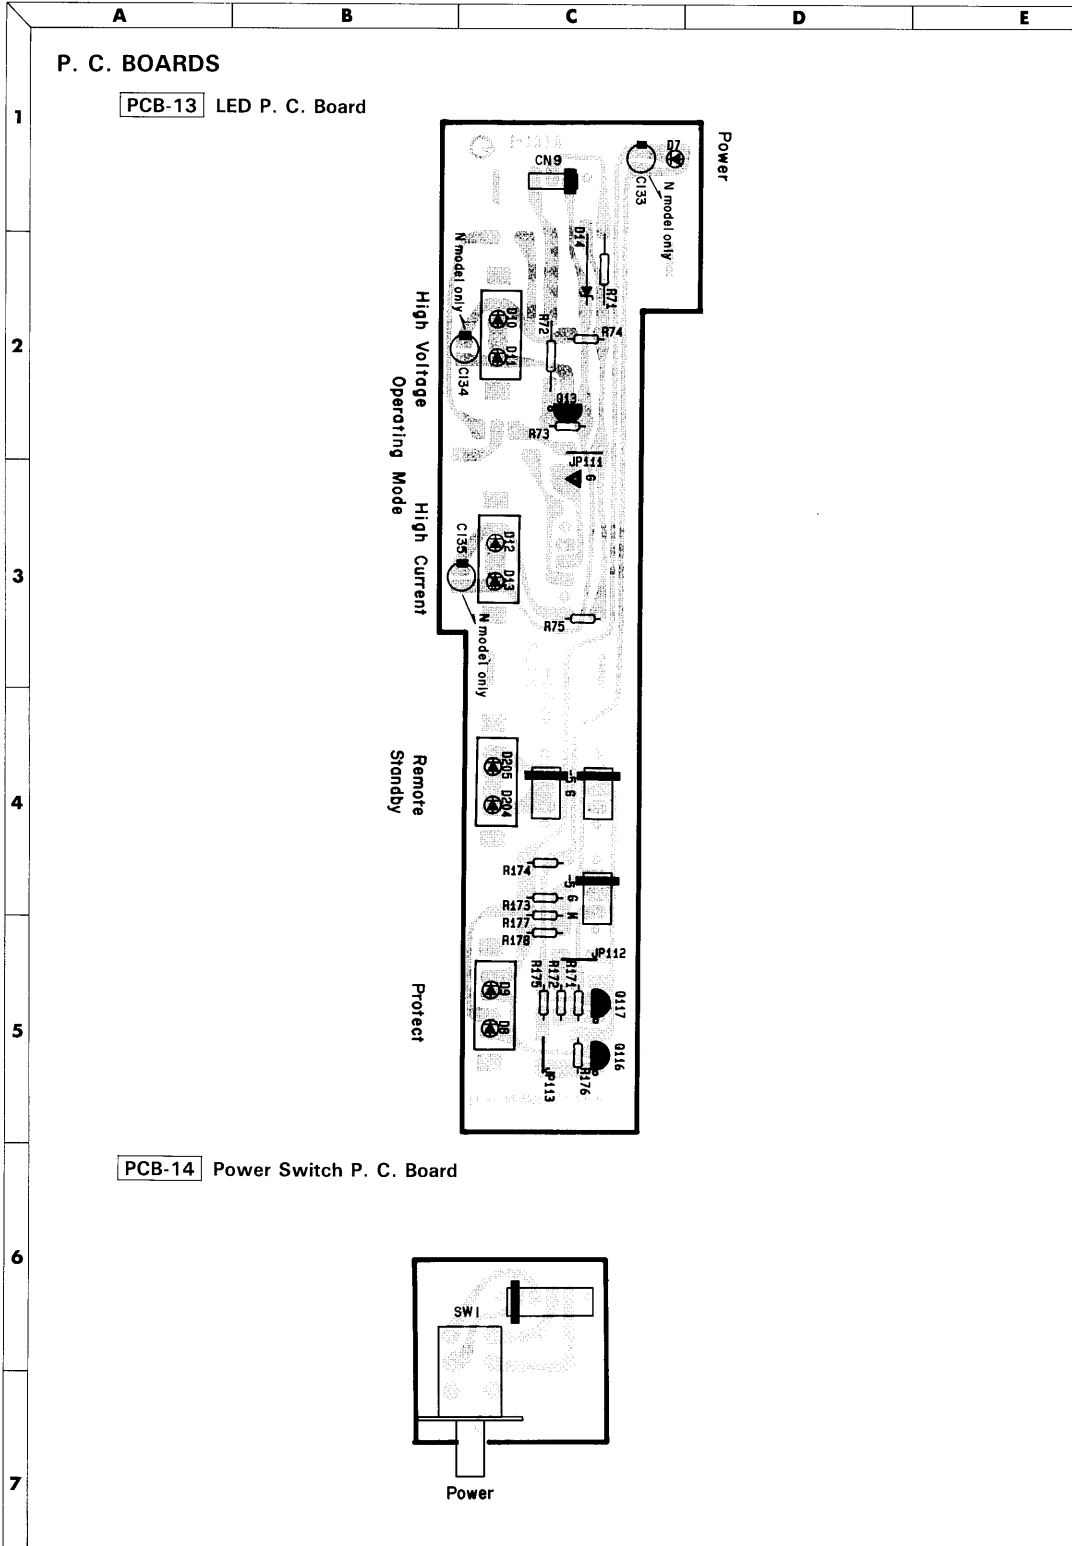 A B C D E
P. C. BOARDS
PCB-13 LED P. C. Board
1
CN9
D7
C133
N model only
Power
D14
R71
2
N model only
High Voltage
D10
D11
C134
R72
R74
Operating Mode
Q13
R73
JP111
G
3
High Current
C135
D12
D13
N model only
R75
4
Remote
Standby
D205
D204
-5 G
R174
-5 G M
R173
R177
R178
JP112
5
Protect
D9
D8
R175
R172
R171
Q117
Q116
JP113
R176
PCB-14 Power Switch P. C. Board
6
SW1
7
Power